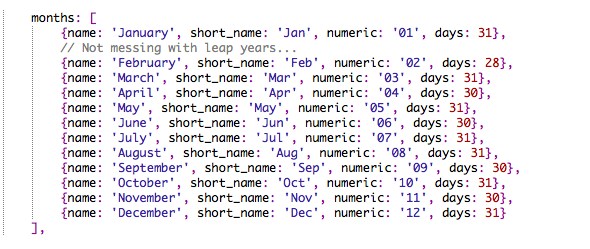 months: [
{name: 'January', short_name: 'Jan', numeric: '01', days: 31},
// Not messing with leap years...
{name: 'February', short_name: 'Feb', numeric: '02', days: 28},
{name: 'March', short_name: 'Mar', numeric: '03', days: 31},
{name: 'April', short_name: 'Apr', numeric: '04', days: 30},
{name: 'May', short_name: 'May', numeric: '05', days: 31},
{name: 'June', short_name: 'Jun', numeric: '06', days: 30},
{name: 'July', short_name: 'Jul', numeric: '07', days: 31},
{name: 'August', short_name: 'Aug', numeric: '08', days: 31},
{name: 'September', short_name: 'Sep', numeric: '09', days: 30},
{name: 'October', short_name: 'Oct', numeric: '10', days: 31},
{name: 'November', short_name: 'Nov', numeric: '11', days: 30},
{name: 'December', short_name: 'Dec', numeric: '12', days: 31}
],